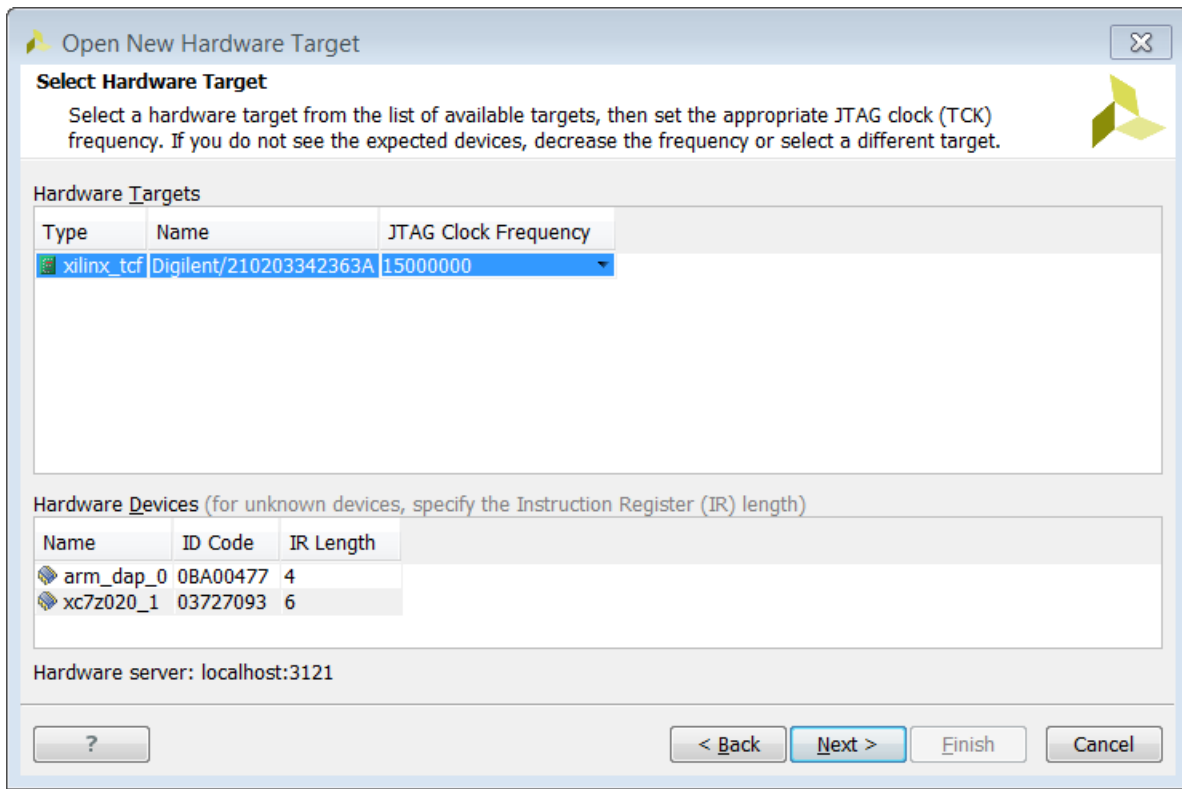 Open New Hardware Target
Select Hardware Target
Select a hardware target from the list of available targets, then set the appropriate JTAG clock (TCK)
frequency. If you do not see the expected devices, decrease the frequency or select a different target.
Hardware Targets
Type Name JTAG Clock Frequency
xilinx_tcf Digilent/210203342363A 15000000
Hardware Devices (for unknown devices, specify the Instruction Register (IR) length)
Name ID Code IR Length
arm_dap_0 0BA00477 4
xc7z020_1 03727093 6
Hardware server: localhost:3121
? < Back Next > Finish Cancel